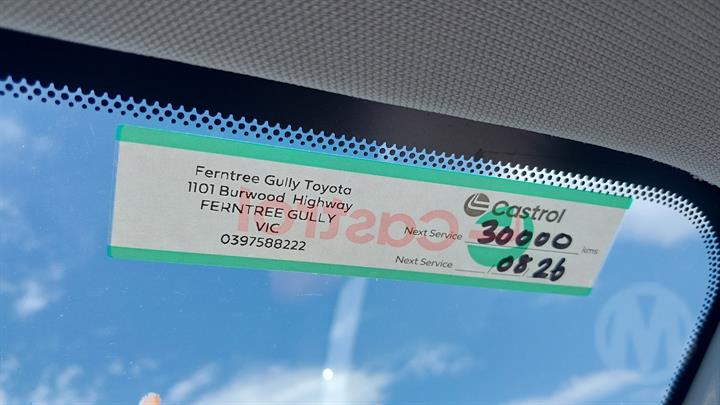 Ferntree Gully Toyota
1101 Burwood Highway
FERNTREE GULLY
VIC
0397588222
Castrol
Next Service 30000 kms
Next Service /08/26
Castrol
M